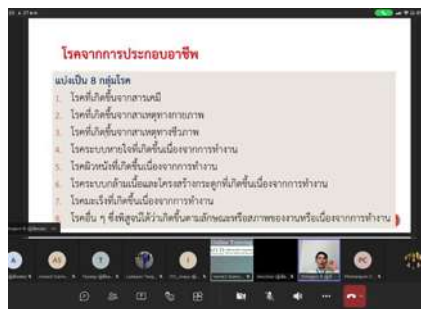 โรคจากการประกอบอาชีพ
แบ่งเป็น 8 กลุ่มโรค
1. โรคที่เกิดขึ้นจากสารเคมี
2. โรคที่เกิดขึ้นจากสาเหตุทางกายภาพ
3. โรคที่เกิดขึ้นจากสาเหตุทางชีวภาพ
4. โรคระบบหายใจที่เกิดขึ้นเนื่องจากการทำงาน
5. โรคผิวหนังที่เกิดขึ้นเนื่องจากการทำงาน
6. โรคระบบกล้ามเนื้อและโครงสร้างกระดูกที่เกิดขึ้นเนื่องจากการทำงาน
7. โรคมะเร็งที่เกิดขึ้นเนื่องจากการทำงาน
8. โรคอื่น ๆ ซึ่งพิสูจน์ได้ว่าเกิดขึ้นตามลักษณะหรือสภาพของงานหรือเนื่องจากการทำงาน
Online Training
A
AS
T
I
PC